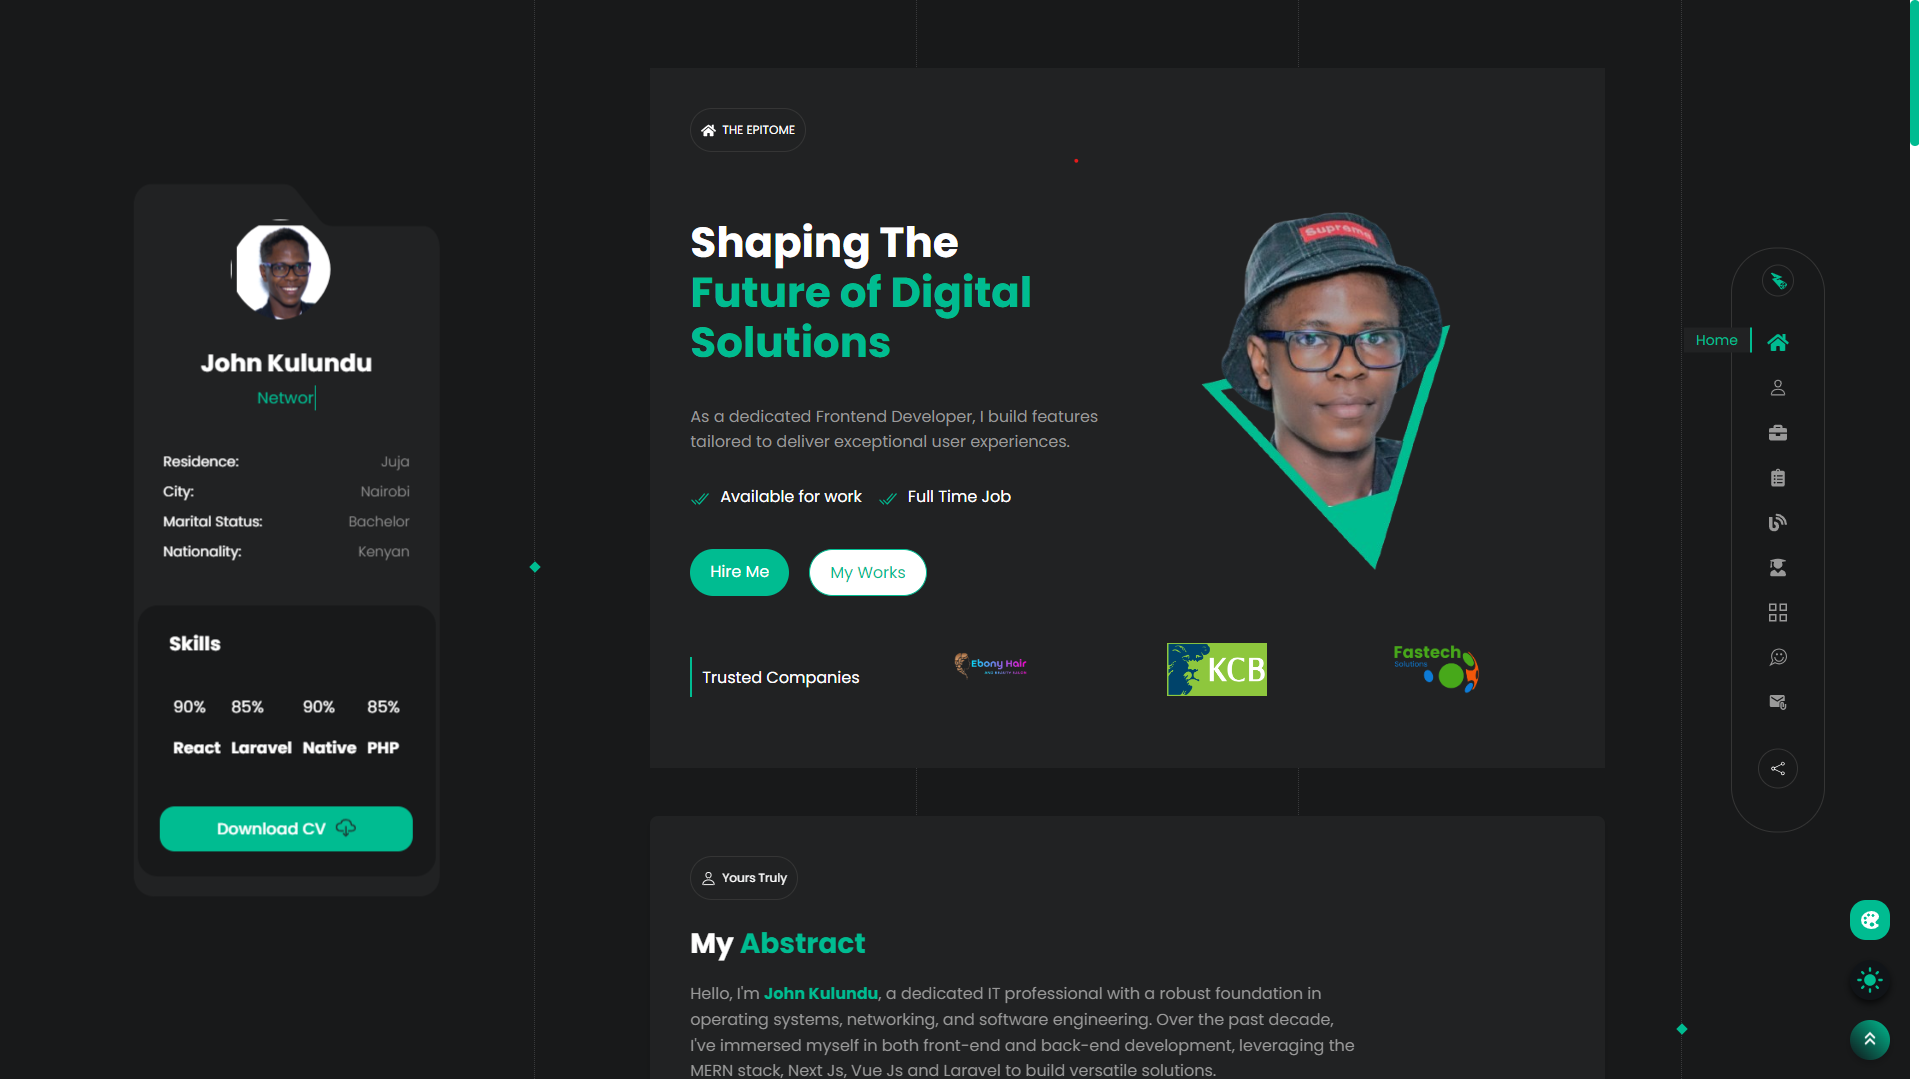 John Kulundu
Networ
Residence: Juja
City: Nairobi
Marital Status: Bachelor
Nationality: Kenyan
Skills
90% 85% 90% 85%
React Laravel Native PHP
Download CV
THE EPITOME
Shaping The
Future of Digital
Solutions
As a dedicated Frontend Developer, I build features
tailored to deliver exceptional user experiences.
Available for work Full Time Job
Hire Me My Works
Supreme
Trusted Companies
Ebony Hair
KCB
Fastech
Solutions
Yours Truly
My Abstract
Hello, I'm John Kulundu, a dedicated IT professional with a robust foundation in
operating systems, networking, and software engineering. Over the past decade,
I've immersed myself in both front-end and back-end development, leveraging the
MERN stack, Next Js, Vue Js and Laravel to build versatile solutions.
Home